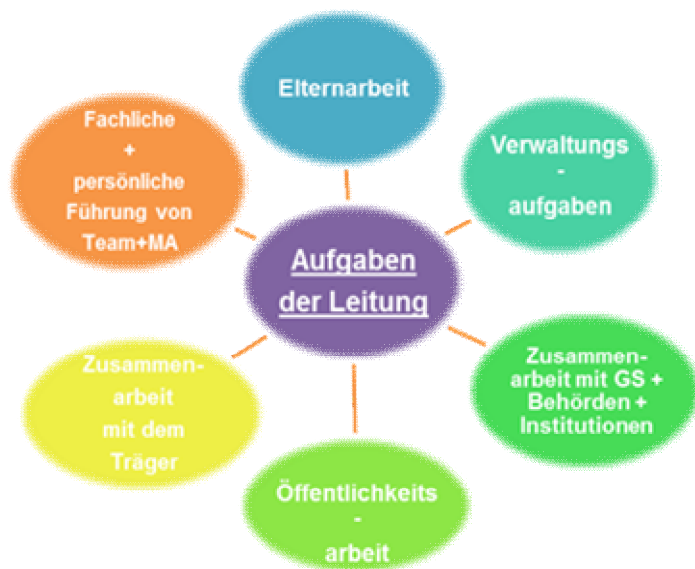 Elternarbeit
Fachliche
+
persönliche
Führung von
Team+MA
Verwaltungs
-
aufgaben
Aufgaben
der Leitung
Zusammen-
arbeit
mit dem
Träger
Zusammen-
arbeit mit GS +
Behörden +
Institutionen
Öffentlichkeits
-
arbeit